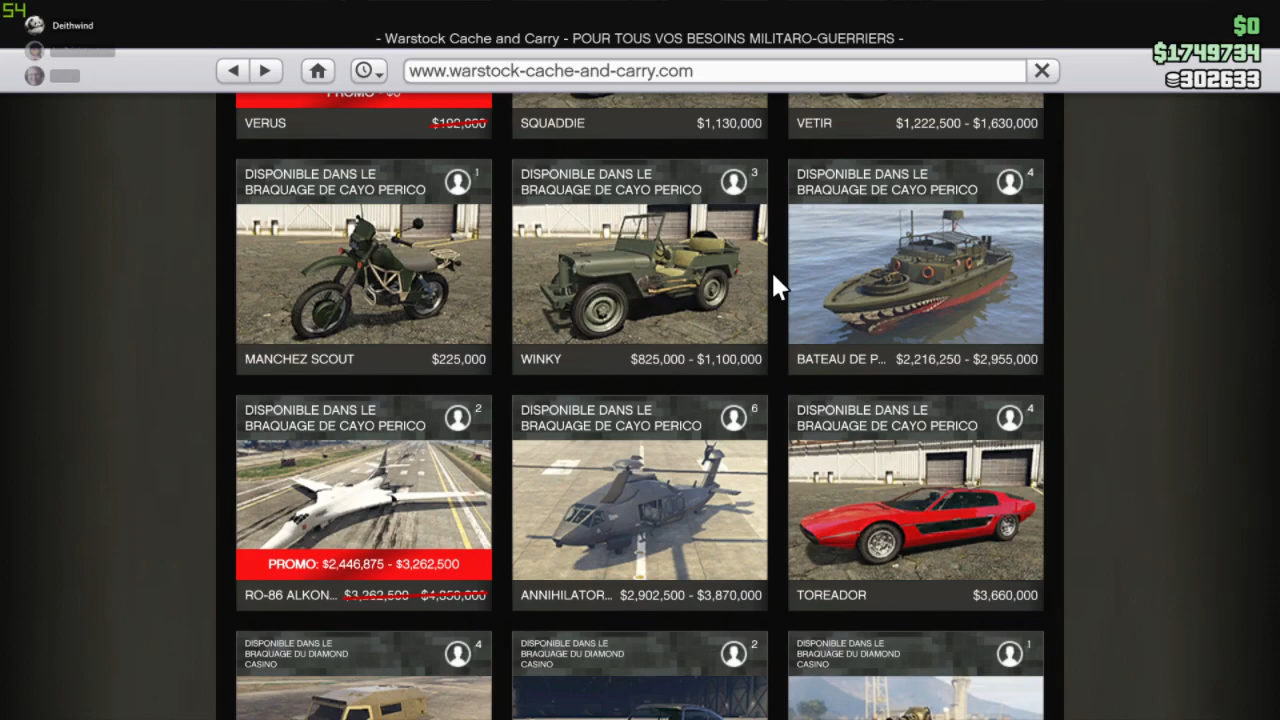 54
Deithwind
- Warstock Cache and Carry - POUR TOUS VOS BESOINS MILITARO-GUERRIERS -
$0
$1749734
302633
www.warstock-cache-and-carry.com
PROMO - $0
VERUS $192,000
SQUADDIE $1,130,000
VETIR $1,222,500 - $1,630,000
DISPONIBLE DANS LE
BRAQUAGE DE CAYO PERICO
1
DISPONIBLE DANS LE
BRAQUAGE DE CAYO PERICO
3
DISPONIBLE DANS LE
BRAQUAGE DE CAYO PERICO
4
MANCHEZ SCOUT $225,000
WINKY $825,000 - $1,100,000
BATEAU DE P... $2,216,250 - $2,955,000
DISPONIBLE DANS LE
BRAQUAGE DE CAYO PERICO
2
DISPONIBLE DANS LE
BRAQUAGE DE CAYO PERICO
6
DISPONIBLE DANS LE
BRAQUAGE DE CAYO PERICO
4
PROMO: $2,446,875 - $3,262,500
RO-86 ALKON... $3,262,500 - $4,350,000
ANNIHILATOR... $2,902,500 - $3,870,000
TOREADOR $3,660,000
DISPONIBLE DANS LE
BRAQUAGE DU DIAMOND
CASINO
4
DISPONIBLE DANS LE
BRAQUAGE DU DIAMOND
CASINO
2
DISPONIBLE DANS LE
BRAQUAGE DU DIAMOND
CASINO
1